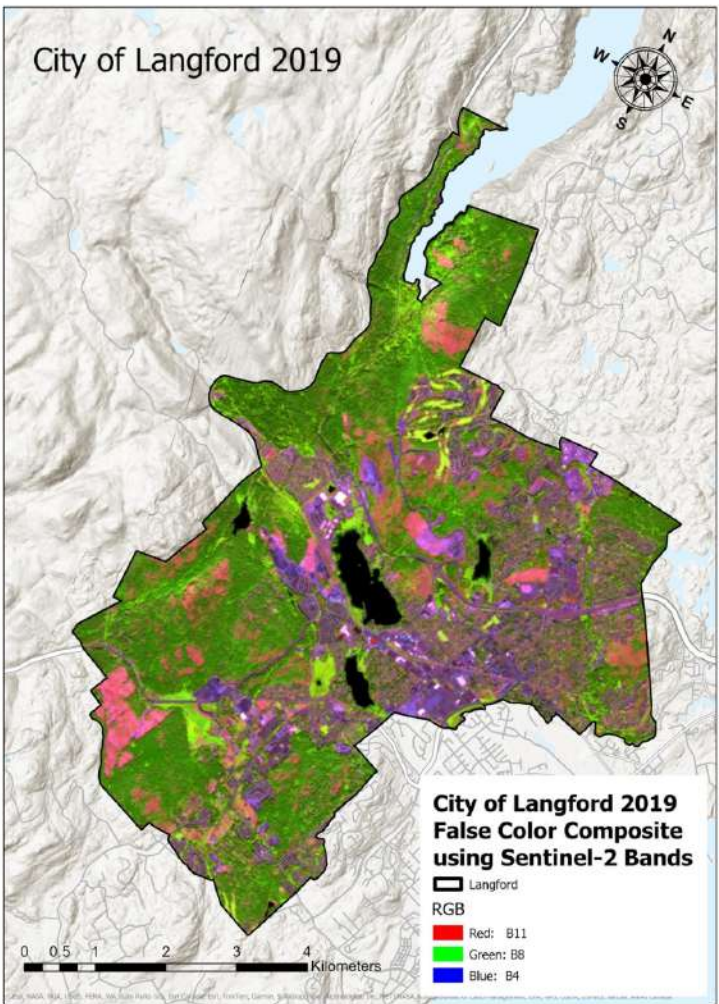 City of Langford 2019
N
W
E
S
City of Langford 2019
False Color Composite
using Sentinel-2 Bands
Langford
RGB
Red: B11
Green: B8
Blue: B4
0 0.5 1 2 3 4
Kilometers